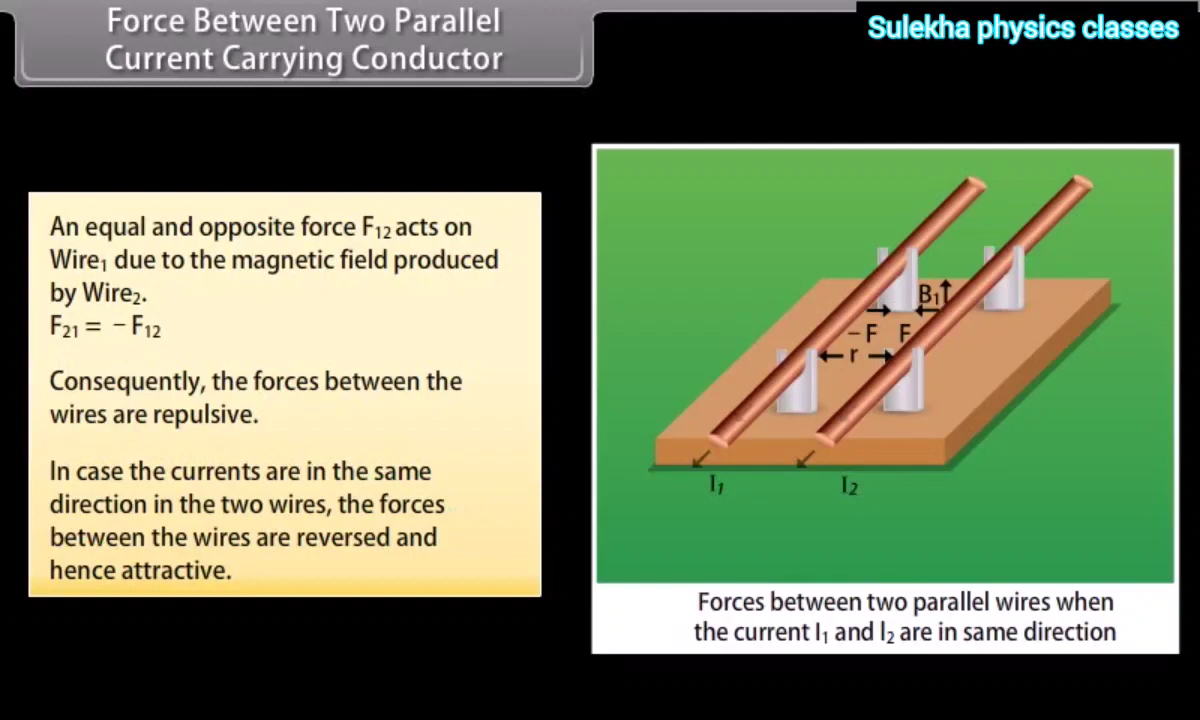 Force Between Two Parallel
Current Carrying Conductor
Sulekha physics classes
An equal and opposite force F₁₂ acts on
Wire₁ due to the magnetic field produced
by Wire₂.
F₂₁ = – F₁₂
Consequently, the forces between the
wires are repulsive.
In case the currents are in the same
direction in the two wires, the forces
between the wires are reversed and
hence attractive.
B₁
– F F
r
I₁ I₂
Forces between two parallel wires when
the current I₁ and I₂ are in same direction